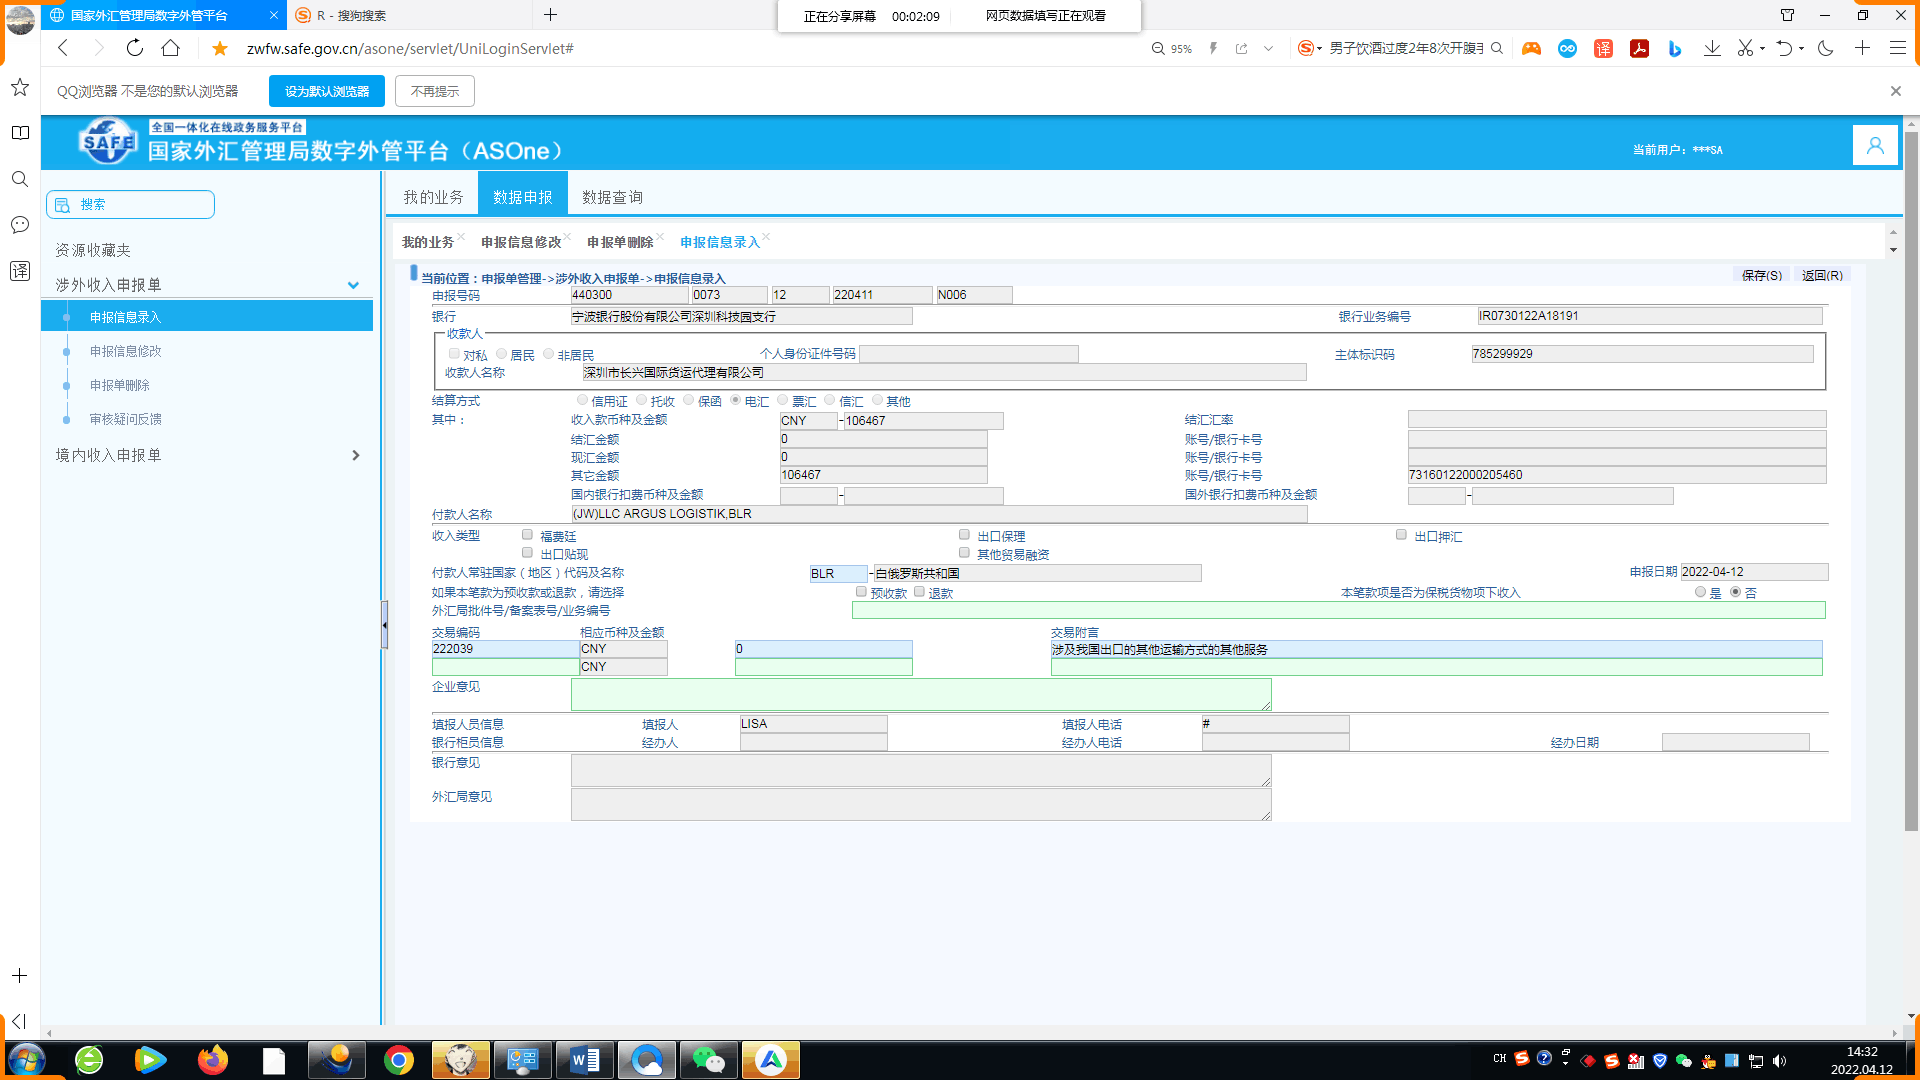 国家外汇管理局数字外管平台
R - 搜狗搜索
正在分享屏幕 00:02:09 网页数据填写正在观看
zwfw.safe.gov.cn/asone/servlet/UniLoginServlet#
95%
男子饮酒过度2年8次开腹手
QQ浏览器 不是您的默认浏览器 设为默认浏览器 不再提示
SAFE
全国一体化在线政务服务平台
国家外汇管理局数字外管平台（ASOne）
当前用户：***SA
译
搜索
我的业务 数据申报 数据查询
我的业务 申报信息修改 申报单删除 申报信息录入
资源收藏夹
涉外收入申报单
申报信息录入
申报信息修改
申报单删除
审核疑问反馈
境内收入申报单
当前位置：申报单管理->涉外收入申报单->申报信息录入 保存(S) 返回(R)
申报号码 440300 0073 12 220411 N006
银行 宁波银行股份有限公司深圳科技园支行 银行业务编号 IR0730122A18191
收款人
对私 居民 非居民 个人身份证件号码 主体标识码 785299929
收款人名称 深圳市长兴国际货运代理有限公司
结算方式 信用证 托收 保函 电汇 票汇 信汇 其他
其中： 收入款币种及金额 CNY -106467 结汇汇率
结汇金额 0 账号/银行卡号
现汇金额 0 账号/银行卡号
其它金额 106467 账号/银行卡号 73160122000205460
国内银行扣费币种及金额 - 国外银行扣费币种及金额 -
付款人名称 (JW)LLC ARGUS LOGISTIK,BLR
收入类型 福费廷 出口保理 出口押汇
出口贴现 其他贸易融资
付款人常驻国家（地区）代码及名称 BLR -白俄罗斯共和国 申报日期 2022-04-12
如果本笔款为预收款或退款，请选择 预收款 退款 本笔款项是否为保税货物项下收入 是 否
外汇局批件号/备案表号/业务编号
交易编码 相应币种及金额 交易附言
222039 CNY 0 涉及我国出口的其他运输方式的其他服务
CNY
企业意见
填报人员信息 填报人 LISA 填报人电话 #
银行柜员信息 经办人 经办人电话 经办日期
银行意见
外汇局意见
CH
14:32
2022.04.12